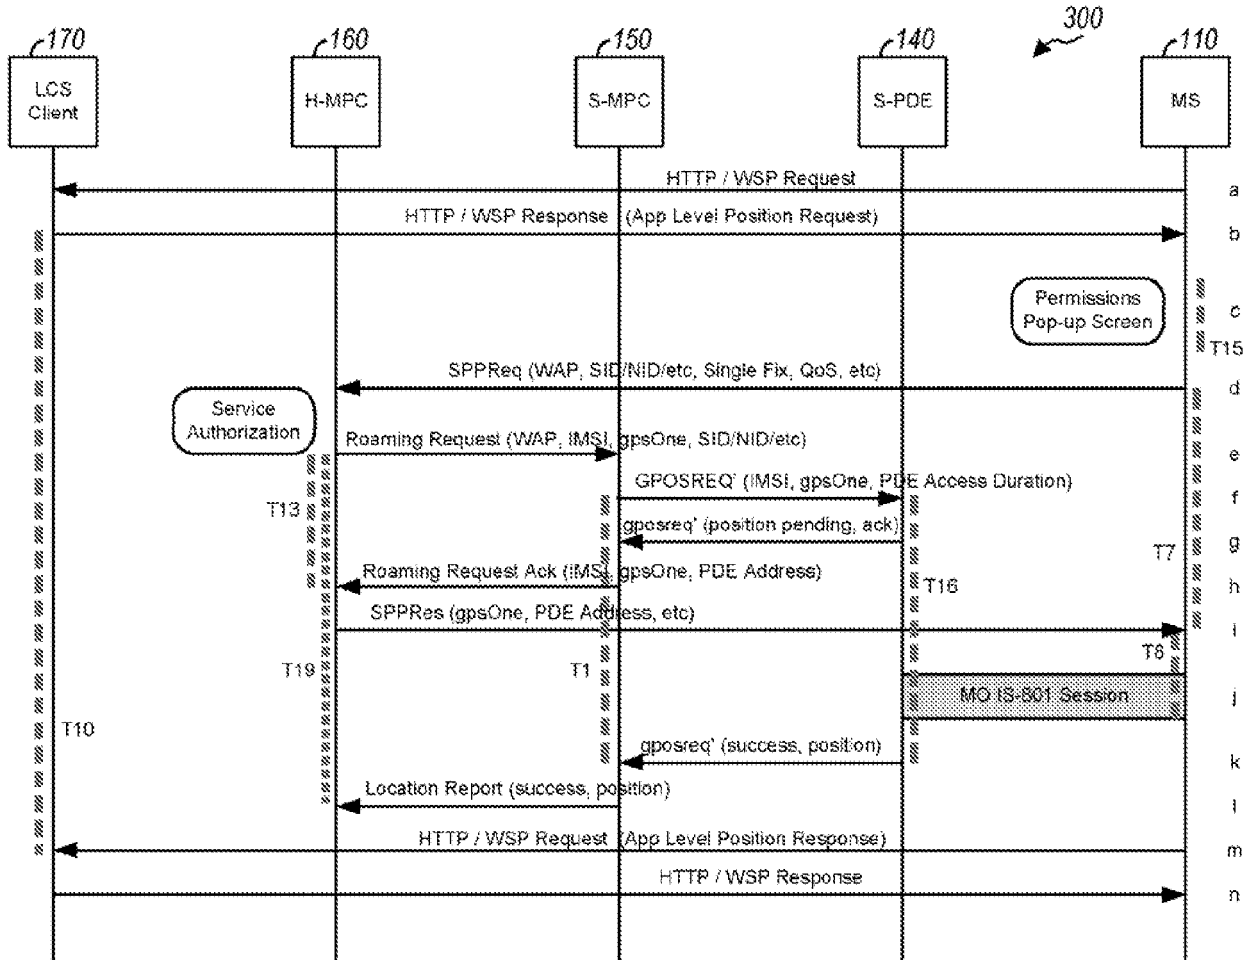 300
170
160
150
140
110
LCS
Client
H-MPC
S-MPC
S-PDE
MS
HTTP / WSP Request
a
HTTP / WSP Response (App Level Position Request)
b
Permissions
Pop-up Screen
c
T15
SPPReq (WAP, SID/NID/etc, Single Fix, QoS, etc)
d
Service
Authorization
Roaming Request (WAP, IMSI, gpsOne, SID/NID/etc)
e
GPOSREQ' (IMSI, gpsOne, PDE Access Duration)
f
T13
gposreq' (position pending, ack)
g
T7
Roaming Request Ack (IMSI, gpsOne, PDE Address)
T16
h
SPPRes (gpsOne, PDE Address, etc)
i
T8
T19
T1
MO IS-801 Session
j
T10
gposreq' (success, position)
k
Location Report (success, position)
l
HTTP / WSP Request (App Level Position Response)
m
HTTP / WSP Response
n